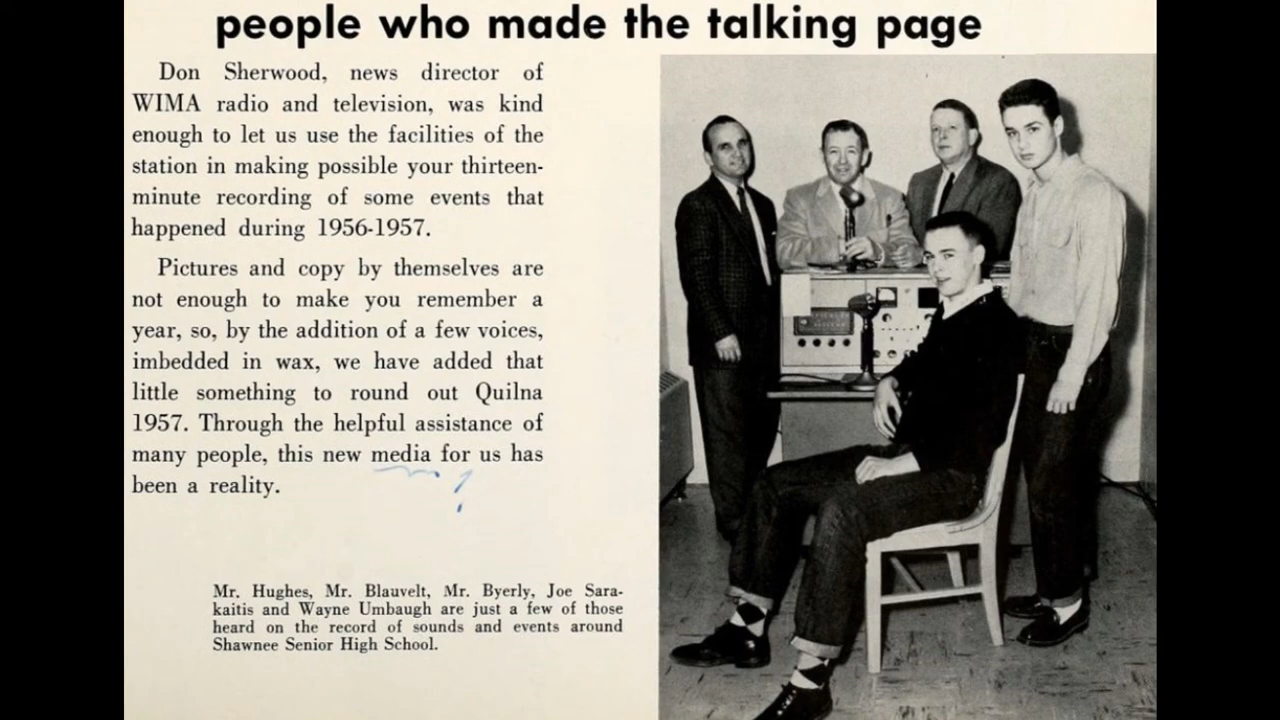 people who made the talking page
Don Sherwood, news director of
WIMA radio and television, was kind
enough to let us use the facilities of the
station in making possible your thirteen-
minute recording of some events that
happened during 1956-1957.
Pictures and copy by themselves are
not enough to make you remember a
year, so, by the addition of a few voices,
imbedded in wax, we have added that
little something to round out Quilna
1957. Through the helpful assistance of
many people, this new media for us has
been a reality.
Mr. Hughes, Mr. Blauvelt, Mr. Byerly, Joe Sara-
kaitis and Wayne Umbaugh are just a few of those
heard on the record of sounds and events around
Shawnee Senior High School.